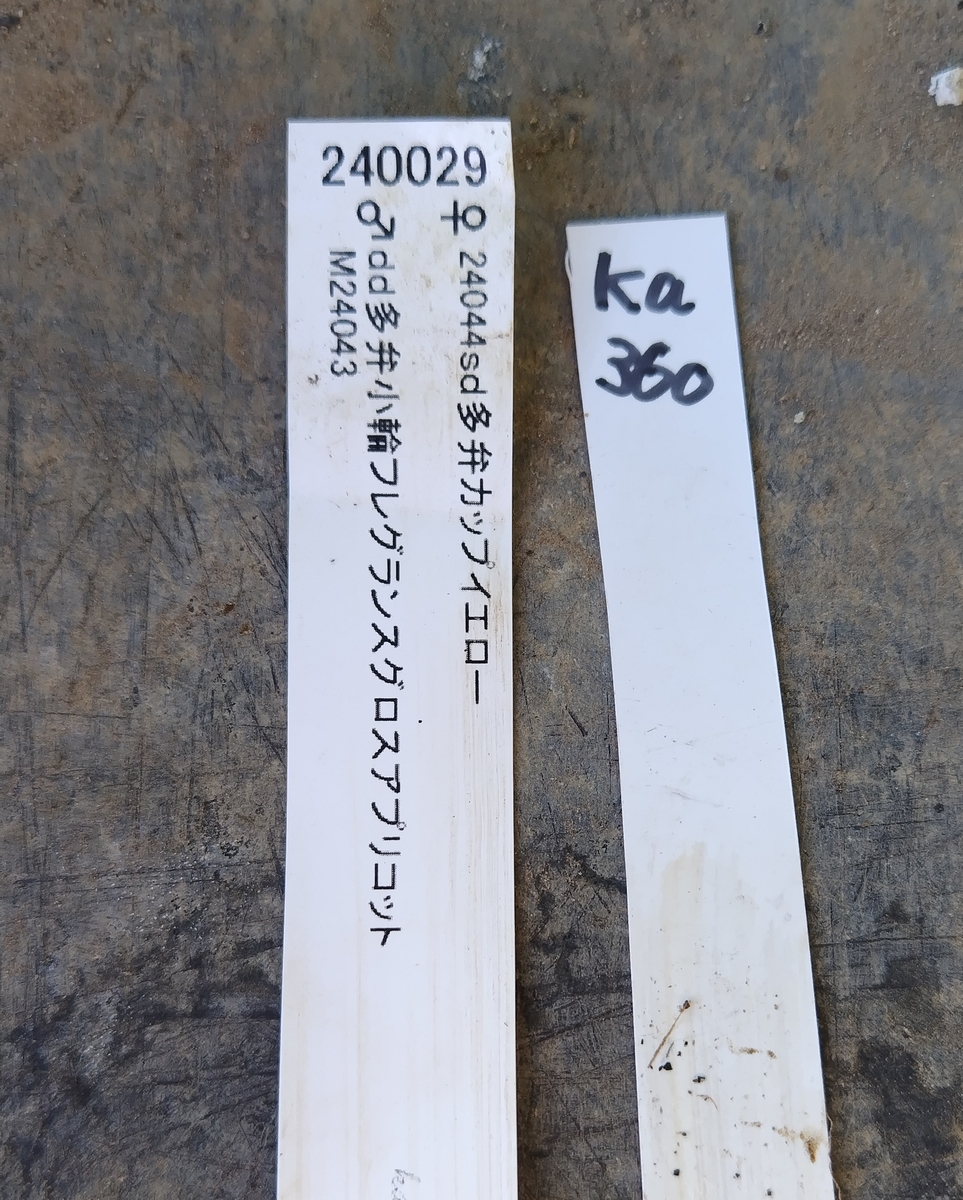 240029
♀24044sd多弁カップイエロー
♂dd多弁小輪フレグランスグロスアプリコット
M24043
Ka
360